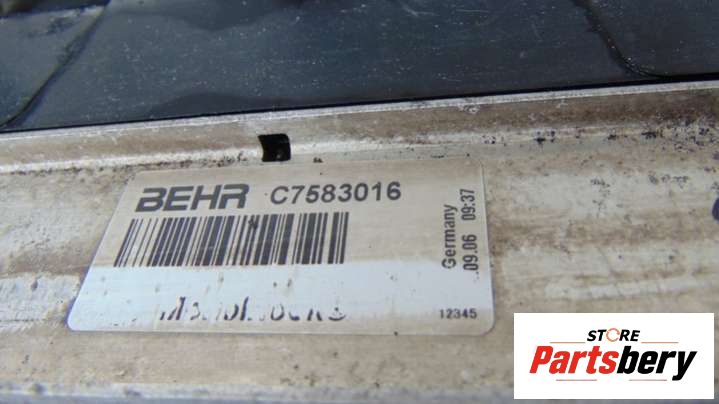 BEHR C7583016
Germany
.09.06 09:37
12345
STORE
Partsbery